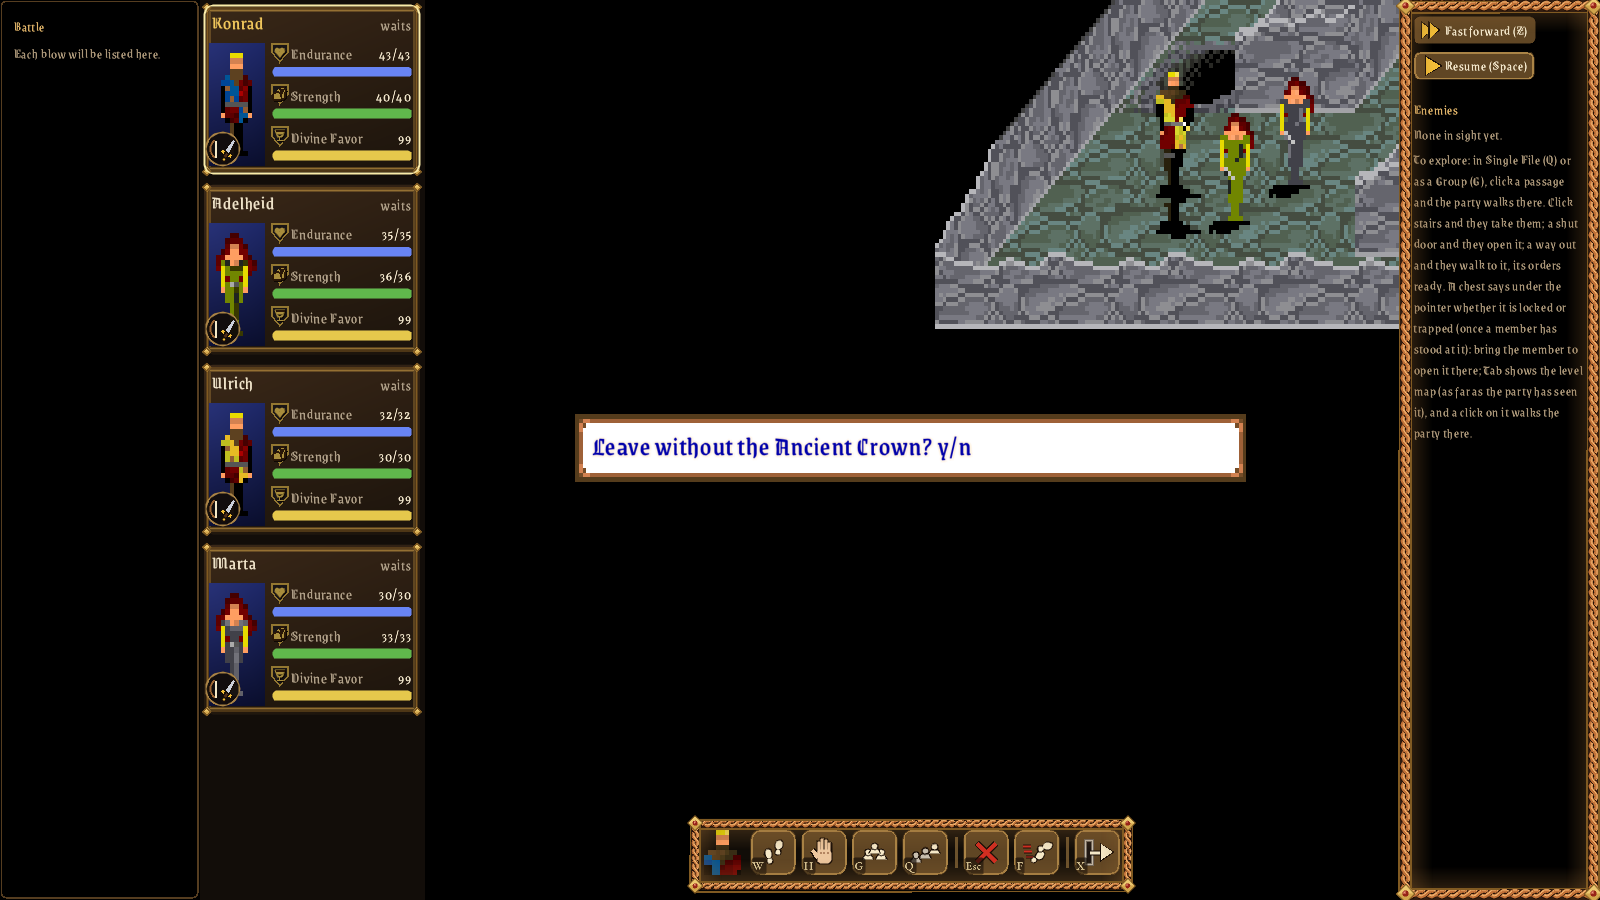 Battle
Each blow will be listed here.
Konrad
waits
Endurance 43/43
Strength 40/40
Divine Favor 99
Adelheid
waits
Endurance 35/35
Strength 36/36
Divine Favor 99
Ulrich
waits
Endurance 32/32
Strength 30/30
Divine Favor 99
Marta
waits
Endurance 30/30
Strength 33/33
Divine Favor 99
Leave without the Ancient Crown? y/n
W
H
G
Q
Esc
F
X
Fast forward (Z)
Resume (Space)
Enemies
None in sight yet.
To explore: in Single File (Q) or
as a Group (G), click a passage
and the party walks there. Click
stairs and they take them; a shut
door and they open it; a way out
and they walk to it, its orders
ready. A chest says under the
pointer whether it is locked or
trapped (once a member has
stood at it): bring the member to
open it there; Tab shows the level
map (as far as the party has seen
it), and a click on it walks the
party there.